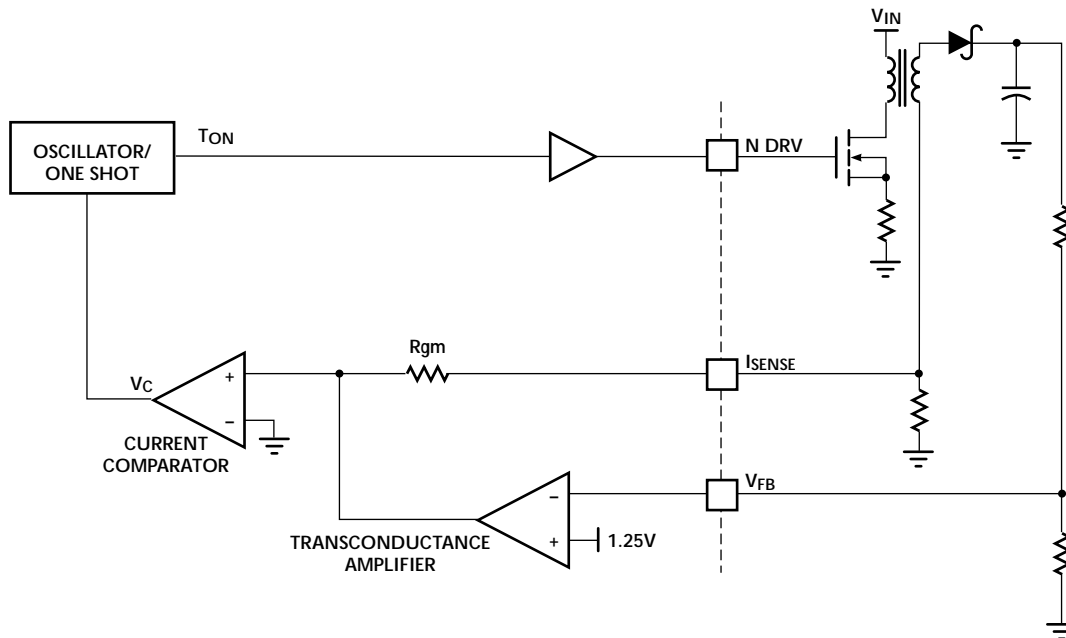 VIN
TON
OSCILLATOR/
ONE SHOT
N DRV
Rgm
ISENSE
VC
+
−
CURRENT
COMPARATOR
VFB
−
+
1.25V
TRANSCONDUCTANCE
AMPLIFIER